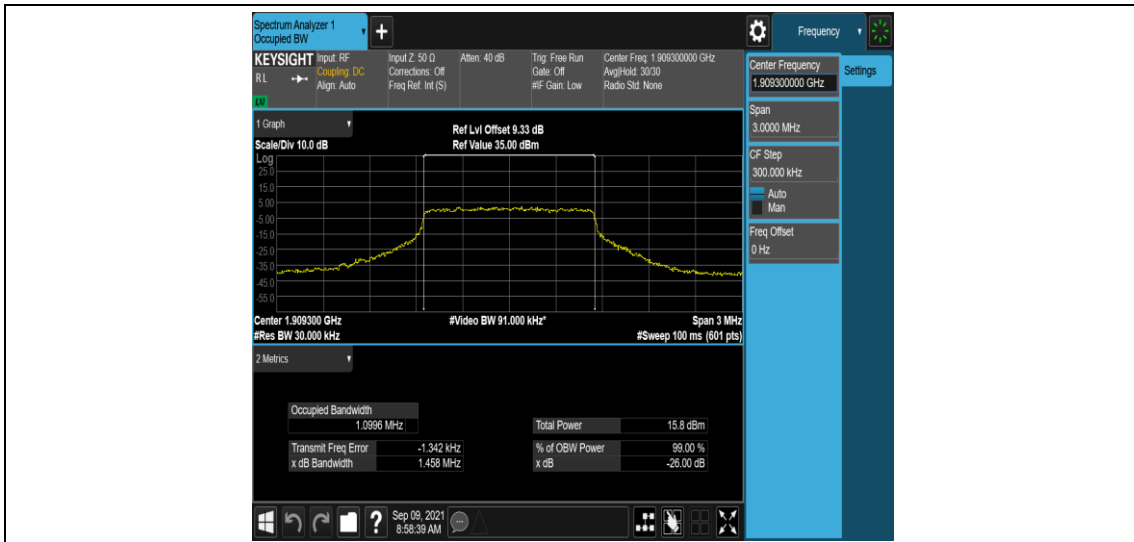 Spectrum Analyzer 1
Occupied BW
+
Frequency
KEYSIGHT Input: RF Input Z: 50 Ω Atten: 40 dB Trig: Free Run Center Freq: 1.909300000 GHz
RL Coupling: DC Corrections: Off Gate: Off Avg|Hold: 30/30
Align: Auto Freq Ref: Int (S) #IF Gain: Low Radio Std: None
LXI
Center Frequency
1.909300000 GHz
Settings
Span
3.0000 MHz
CF Step
300.000 kHz
Auto
Man
Freq Offset
0 Hz
1 Graph
Ref Lvl Offset 9.33 dB
Scale/Div 10.0 dB Ref Value 35.00 dBm
Log
25.0
15.0
5.00
-5.00
-15.0
-25.0
-35.0
-45.0
-55.0
Center 1.909300 GHz #Video BW 91.000 kHz* Span 3 MHz
#Res BW 30.000 kHz #Sweep 100 ms (601 pts)
2 Metrics
Occupied Bandwidth
1.0996 MHz
Total Power 15.8 dBm
Transmit Freq Error -1.342 kHz % of OBW Power 99.00 %
x dB Bandwidth 1.458 MHz x dB -26.00 dB
? Sep 09, 2021
8:58:39 AM